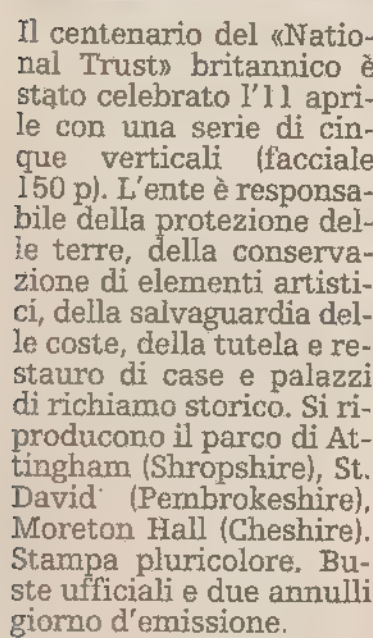 Il centenario del «Natio-
nal Trust» britannico è
stato celebrato l'11 apri-
le con una serie di cin-
que verticali (facciale
150 p). L'ente è responsa-
bile della protezione del-
le terre, della conserva-
zione di elementi artisti-
ci, della salvaguardia del-
le coste, della tutela e re-
stauro di case e palazzi
di richiamo storico. Si ri-
producono il parco di At-
tingham (Shropshire), St.
David (Pembrokeshire),
Moreton Hall (Cheshire).
Stampa pluricolore. Bu-
ste ufficiali e due annulli
giorno d'emissione.